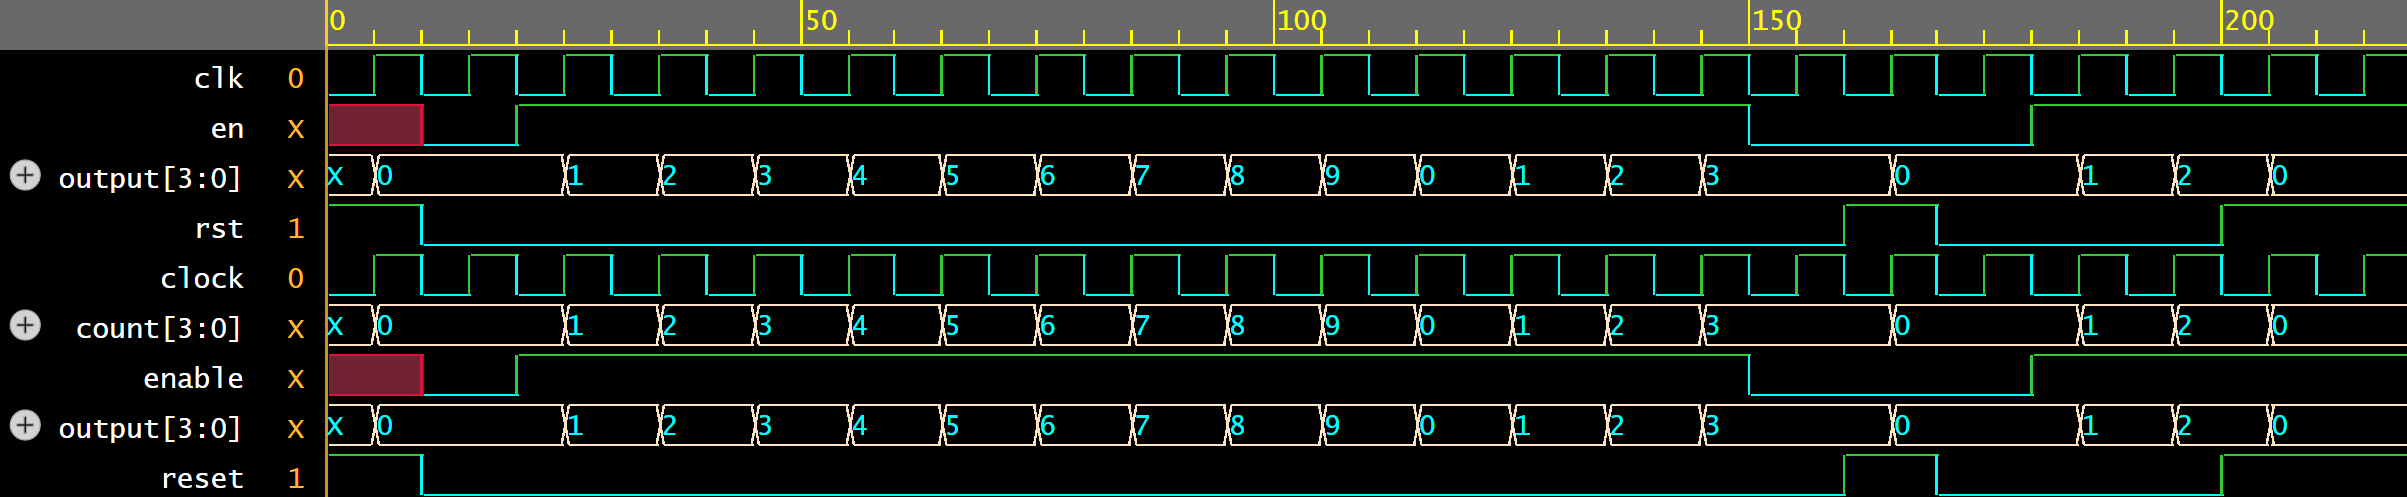 0 50 100 150 200
clk 0
en X
output[3:0] X X 0 1 2 3 4 5 6 7 8 9 0 1 2 3 0 1 2 0
rst 1
clock 0
count[3:0] X X 0 1 2 3 4 5 6 7 8 9 0 1 2 3 0 1 2 0
enable X
output[3:0] X X 0 1 2 3 4 5 6 7 8 9 0 1 2 3 0 1 2 0
reset 1